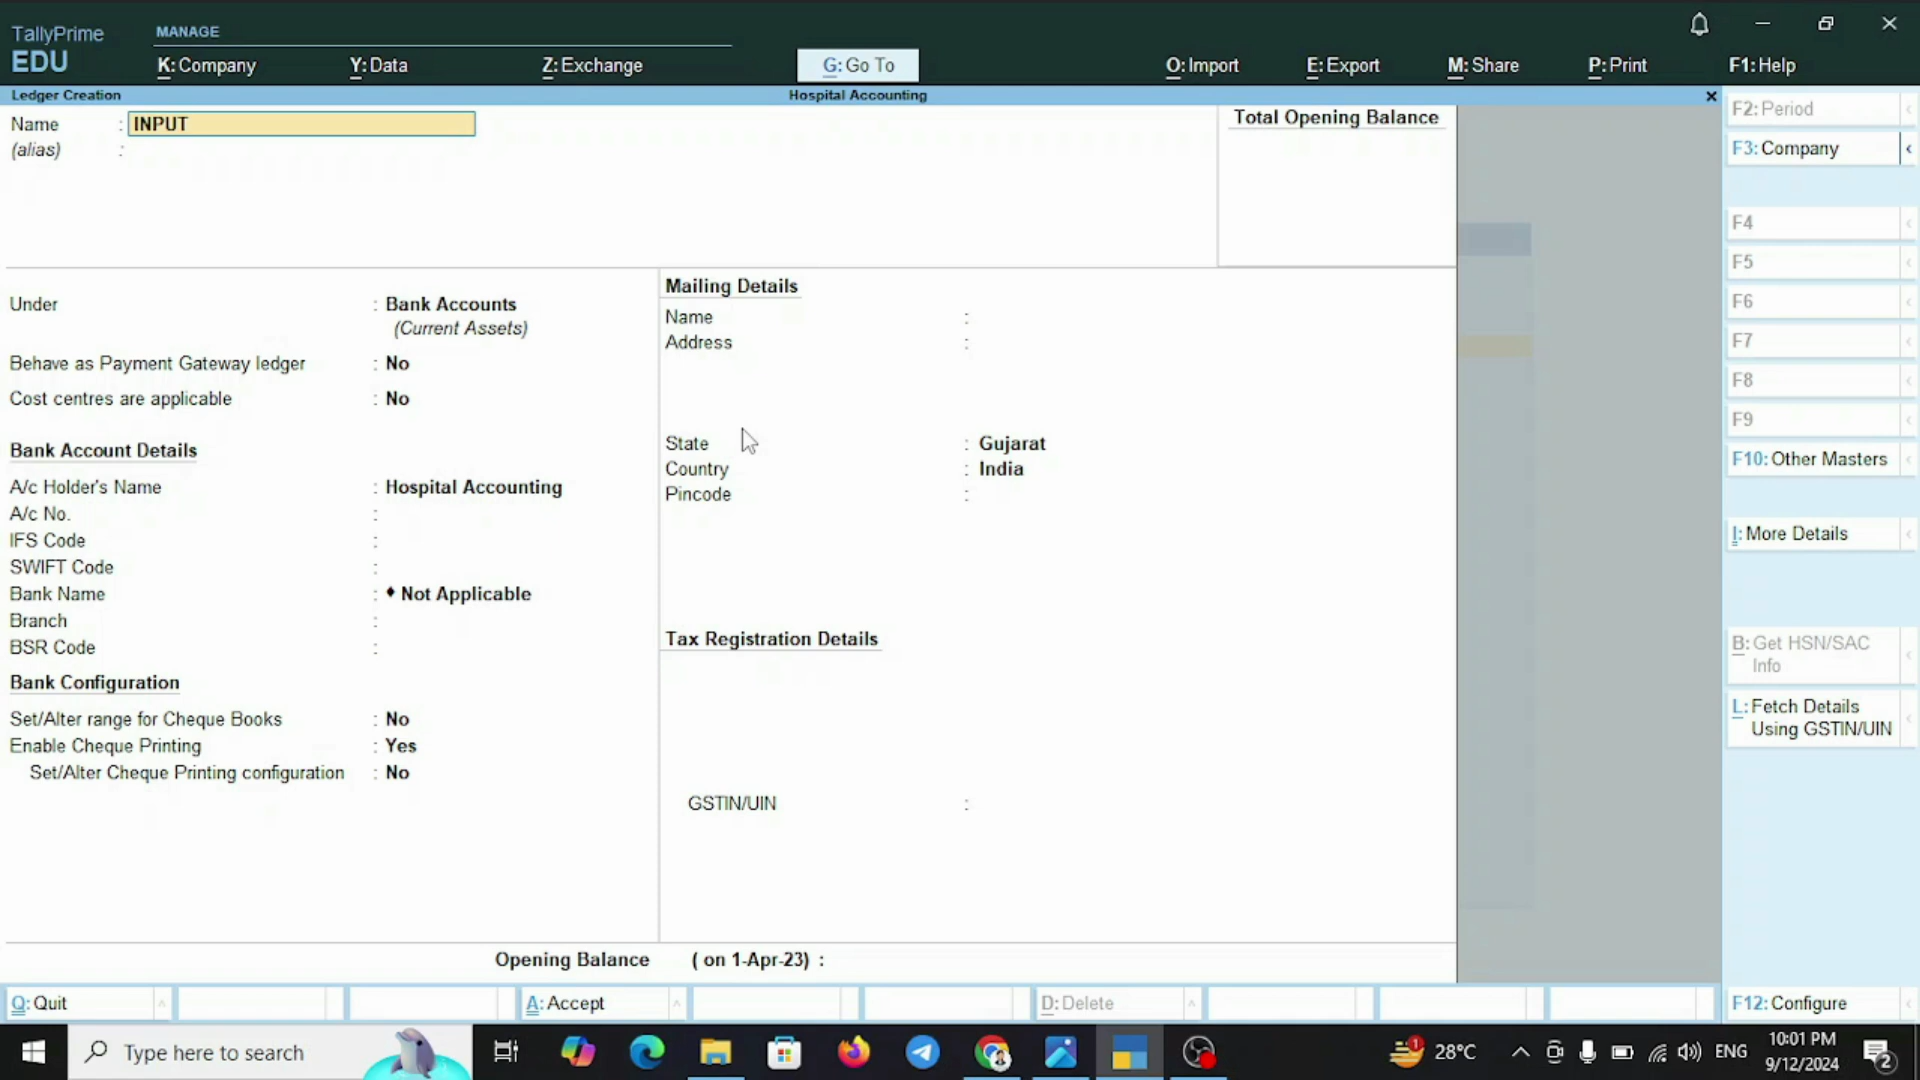 TallyPrime
EDU
MANAGE
K: Company
Y: Data
Z: Exchange
G: Go To
O: Import
E: Export
M: Share
P: Print
F1: Help
Ledger Creation
Hospital Accounting
Name : INPUT
(alias) :
Total Opening Balance
Under : Bank Accounts
(Current Assets)
Behave as Payment Gateway ledger : No
Cost centres are applicable : No
Bank Account Details
A/c Holder's Name : Hospital Accounting
A/c No. :
IFS Code :
SWIFT Code :
Bank Name : ♦ Not Applicable
Branch :
BSR Code :
Bank Configuration
Set/Alter range for Cheque Books : No
Enable Cheque Printing : Yes
Set/Alter Cheque Printing configuration : No
Mailing Details
Name :
Address :
State : Gujarat
Country : India
Pincode :
Tax Registration Details
GSTIN/UIN :
Opening Balance ( on 1-Apr-23) :
F2: Period
F3: Company
F4
F5
F6
F7
F8
F9
F10: Other Masters
I: More Details
B: Get HSN/SAC
Info
L: Fetch Details
Using GSTIN/UIN
F12: Configure
Q: Quit
A: Accept
D: Delete
Type here to search
1
28°C
ENG
10:01 PM
9/12/2024
2